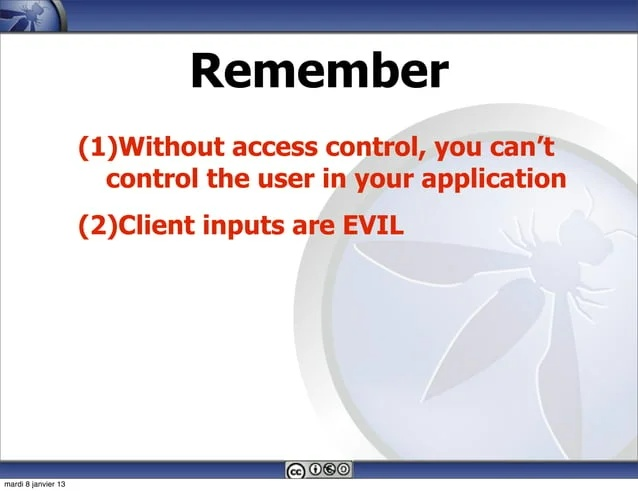 Remember
(1)Without access control, you can’t
control the user in your application
(2)Client inputs are EVIL
cc
mardi 8 janvier 13